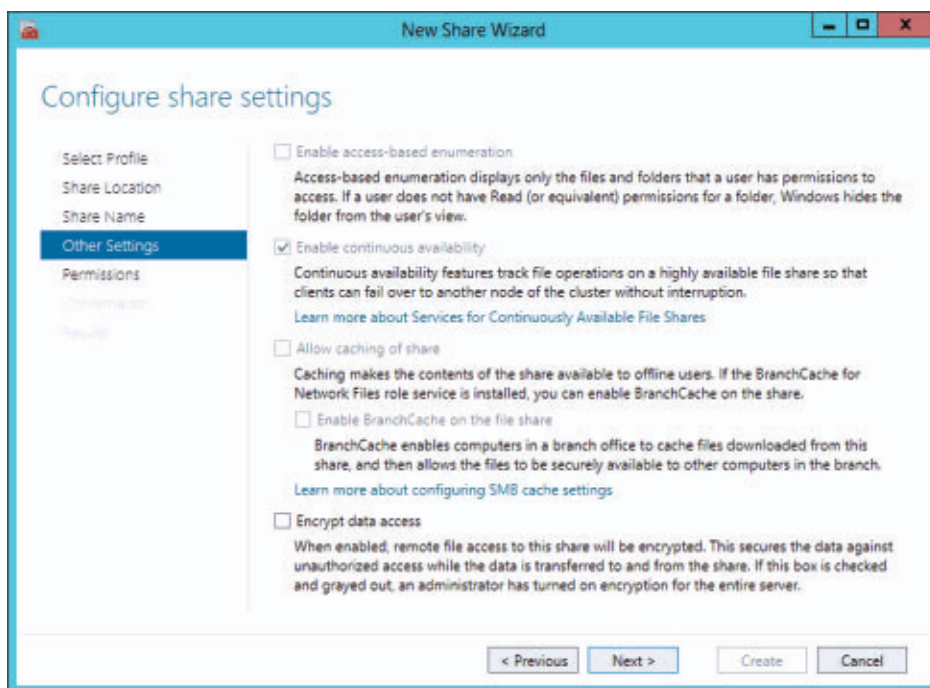 New Share Wizard
Configure share settings
Select Profile
Share Location
Share Name
Other Settings
Permissions
Confirmation
Results
Enable access-based enumeration
Access-based enumeration displays only the files and folders that a user has permissions to
access. If a user does not have Read (or equivalent) permissions for a folder, Windows hides the
folder from the user's view.
Enable continuous availability
Continuous availability features track file operations on a highly available file share so that
clients can fail over to another node of the cluster without interruption.
Learn more about Services for Continuously Available File Shares
Allow caching of share
Caching makes the contents of the share available to offline users. If the BranchCache for
Network Files role service is installed, you can enable BranchCache on the share.
Enable BranchCache on the file share
BranchCache enables computers in a branch office to cache files downloaded from this
share, and then allows the files to be securely available to other computers in the branch.
Learn more about configuring SMB cache settings
Encrypt data access
When enabled, remote file access to this share will be encrypted. This secures the data against
unauthorized access while the data is transferred to and from the share. If this box is checked
and grayed out, an administrator has turned on encryption for the entire server.
< Previous Next > Create Cancel